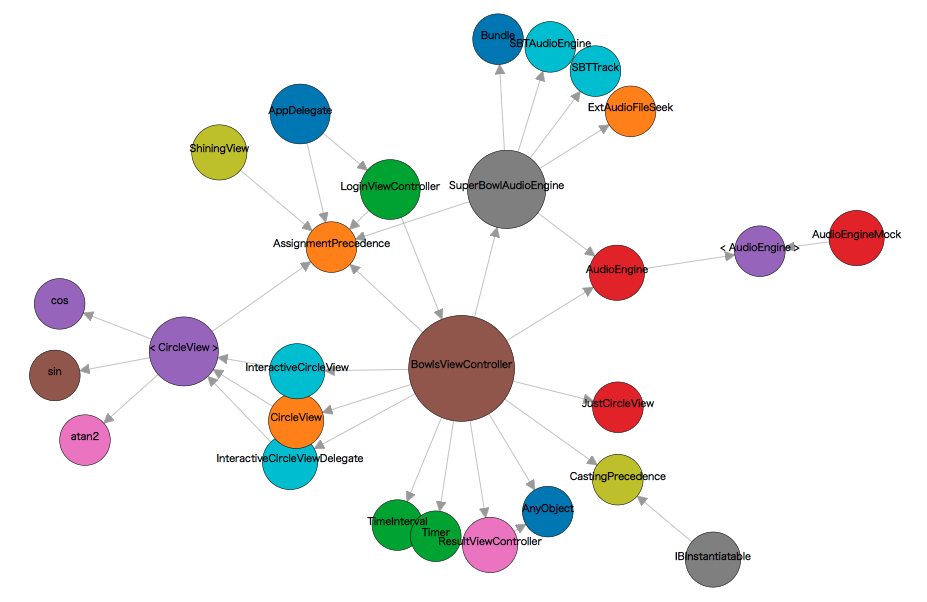 Bundle
SBTAudioEngine
SBTTrack
ExtAudioFileSeek
AppDelegate
ShiningView
LoginViewController
SuperBowlAudioEngine
AssignmentPrecedence
AudioEngineMock
< AudioEngine >
AudioEngine
cos
< CircleView >
sin
InteractiveCircleView
BowlsViewController
CircleView
JustCircleView
atan2
InteractiveCircleViewDelegate
CastingPrecedence
AnyObject
TimeInterval
Timer
ResultViewController
IBInstantiatable